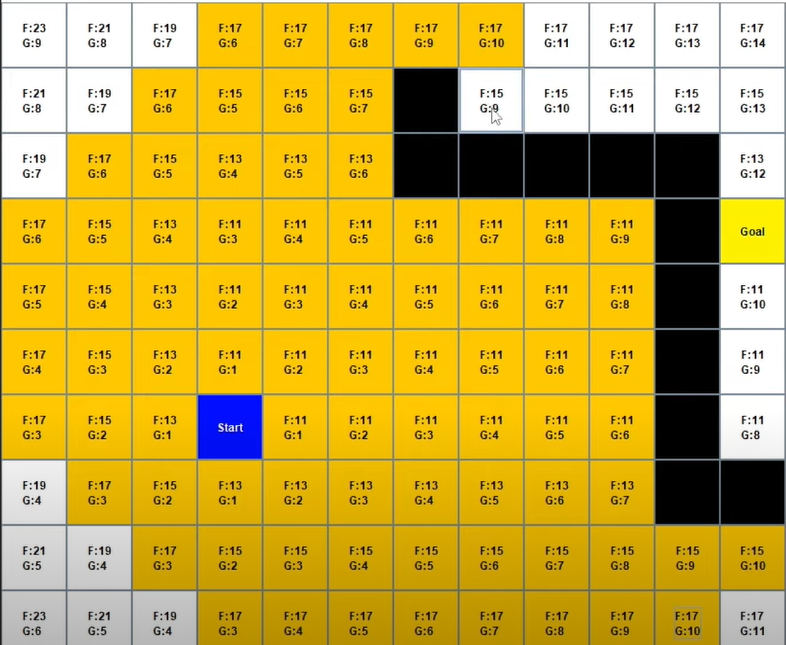 F:23 F:21 F:19 F:17 F:17 F:17 F:17 F:17 F:17 F:17 F:17 F:17
G:9 G:8 G:7 G:6 G:7 G:8 G:9 G:10 G:11 G:12 G:13 G:14
F:21 F:19 F:17 F:15 F:15 F:15 F:15 F:15 F:15 F:15 F:15
G:8 G:7 G:6 G:5 G:6 G:7 G:9 G:10 G:11 G:12 G:13
F:19 F:17 F:15 F:13 F:13 F:13 F:13
G:7 G:6 G:5 G:4 G:5 G:6 G:12
F:17 F:15 F:13 F:11 F:11 F:11 F:11 F:11 F:11 F:11 Goal
G:6 G:5 G:4 G:3 G:4 G:5 G:6 G:7 G:8 G:9
F:17 F:15 F:13 F:11 F:11 F:11 F:11 F:11 F:11 F:11 F:11
G:5 G:4 G:3 G:2 G:3 G:4 G:5 G:6 G:7 G:8 G:10
F:17 F:15 F:13 F:11 F:11 F:11 F:11 F:11 F:11 F:11 F:11
G:4 G:3 G:2 G:1 G:2 G:3 G:4 G:5 G:6 G:7 G:9
F:17 F:15 F:13 Start F:11 F:11 F:11 F:11 F:11 F:11 F:11
G:3 G:2 G:1 G:1 G:2 G:3 G:4 G:5 G:6 G:8
F:19 F:17 F:15 F:13 F:13 F:13 F:13 F:13 F:13 F:13
G:4 G:3 G:2 G:1 G:2 G:3 G:4 G:5 G:6 G:7
F:21 F:19 F:17 F:15 F:15 F:15 F:15 F:15 F:15 F:15 F:15 F:15
G:5 G:4 G:3 G:2 G:3 G:4 G:5 G:6 G:7 G:8 G:9 G:10
F:23 F:21 F:19 F:17 F:17 F:17 F:17 F:17 F:17 F:17 F:17 F:17
G:6 G:5 G:4 G:3 G:4 G:5 G:6 G:7 G:8 G:9 G:10 G:11